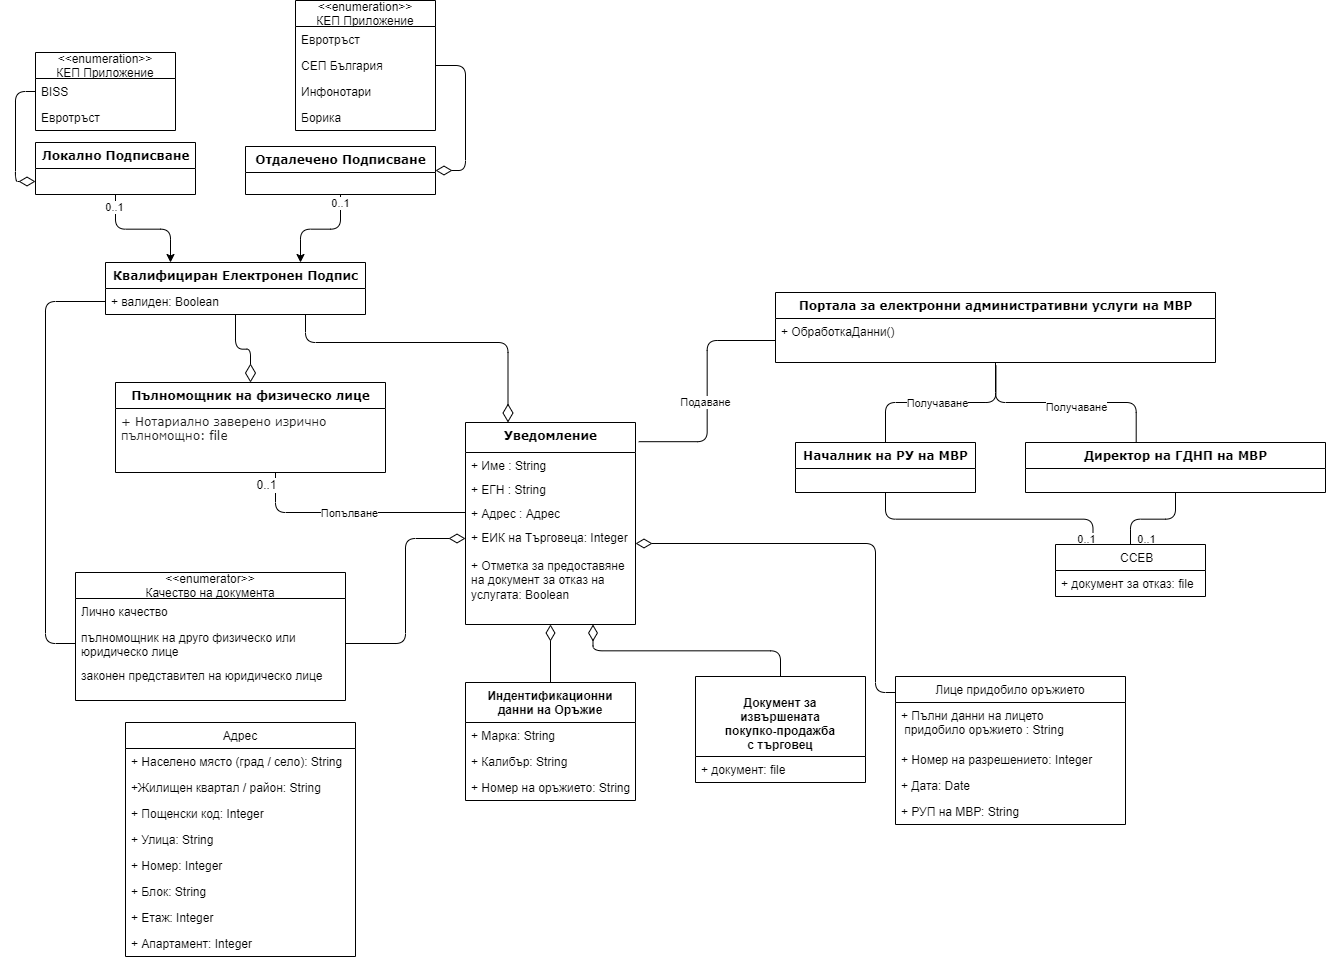 <<enumeration>>
КЕП Приложение
Евротръст
СЕП България
Инфонотари
Борика
<<enumeration>>
КЕП Приложение
BISS
Евротръст
Локално Подписване
Отдалечено Подписване
0..1
0..1
Квалифициран Електронен Подпис
+ валиден: Boolean
Портала за електронни административни услуги на МВР
+ ОбработкаДанни()
Пълномощник на физическо лице
+ Нотариално заверено изрично
пълномощно: file
0..1
Попълване
Подаване
Получаване
Получаване
Уведомление
+ Име : String
+ ЕГН : String
+ Адрес : Адрес
+ ЕИК на Търговеца: Integer
+ Отметка за предоставяне
на документ за отказ на
услугата: Boolean
Началник на РУ на МВР
Директор на ГДНП на МВР
0..1
0..1
ССЕВ
+ документ за отказ: file
<<enumerator>>
Качество на документа
Лично качество
пълномощник на друго физическо или
юридическо лице
законен представител на юридическо лице
Индентификационни
данни на Оръжие
+ Марка: String
+ Калибър: String
+ Номер на оръжието: String
Документ за
извършената
покупко-продажба
с търговец
+ документ: file
Лице придобило оръжието
+ Пълни данни на лицето
придобило оръжието : String
+ Номер на разрешението: Integer
+ Дата: Date
+ РУП на МВР: String
Адрес
+ Населено място (град / село): String
+Жилищен квартал / район: String
+ Пощенски код: Integer
+ Улица: String
+ Номер: Integer
+ Блок: String
+ Етаж: Integer
+ Апартамент: Integer